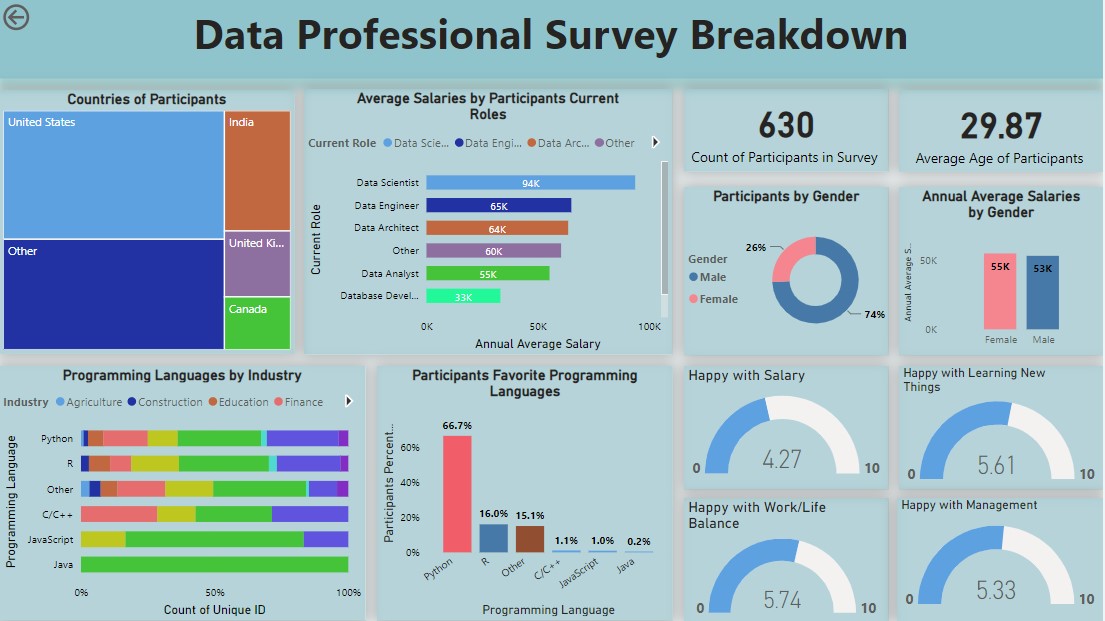 Data Professional Survey Breakdown
Countries of Participants
United States
India
Other
United Ki...
Canada
Average Salaries by Participants Current
Roles
Current Role
Data Scie...
Data Engi...
Data Arc...
Other
Current Role
Data Scientist
94K
Data Engineer
65K
Data Architect
64K
Other
60K
Data Analyst
55K
Database Devel...
33K
0K
50K
100K
Annual Average Salary
630
Count of Participants in Survey
29.87
Average Age of Participants
Participants by Gender
Gender
Male
Female
26%
74%
Annual Average Salaries
by Gender
Annual Average S...
50K
0K
55K
53K
Female
Male
Programming Languages by Industry
Industry
Agriculture
Construction
Education
Finance
Programming Language
Python
R
Other
C/C++
JavaScript
Java
0%
50%
100%
Count of Unique ID
Participants Favorite Programming
Languages
Participants Percent...
60%
40%
20%
0%
66.7%
16.0%
15.1%
1.1%
1.0%
0.2%
Python
R
Other
C/C++
JavaScript
Java
Programming Language
Happy with Salary
0
4.27
10
Happy with Learning New
Things
0
5.61
10
Happy with Work/Life
Balance
0
5.74
10
Happy with Management
0
5.33
10